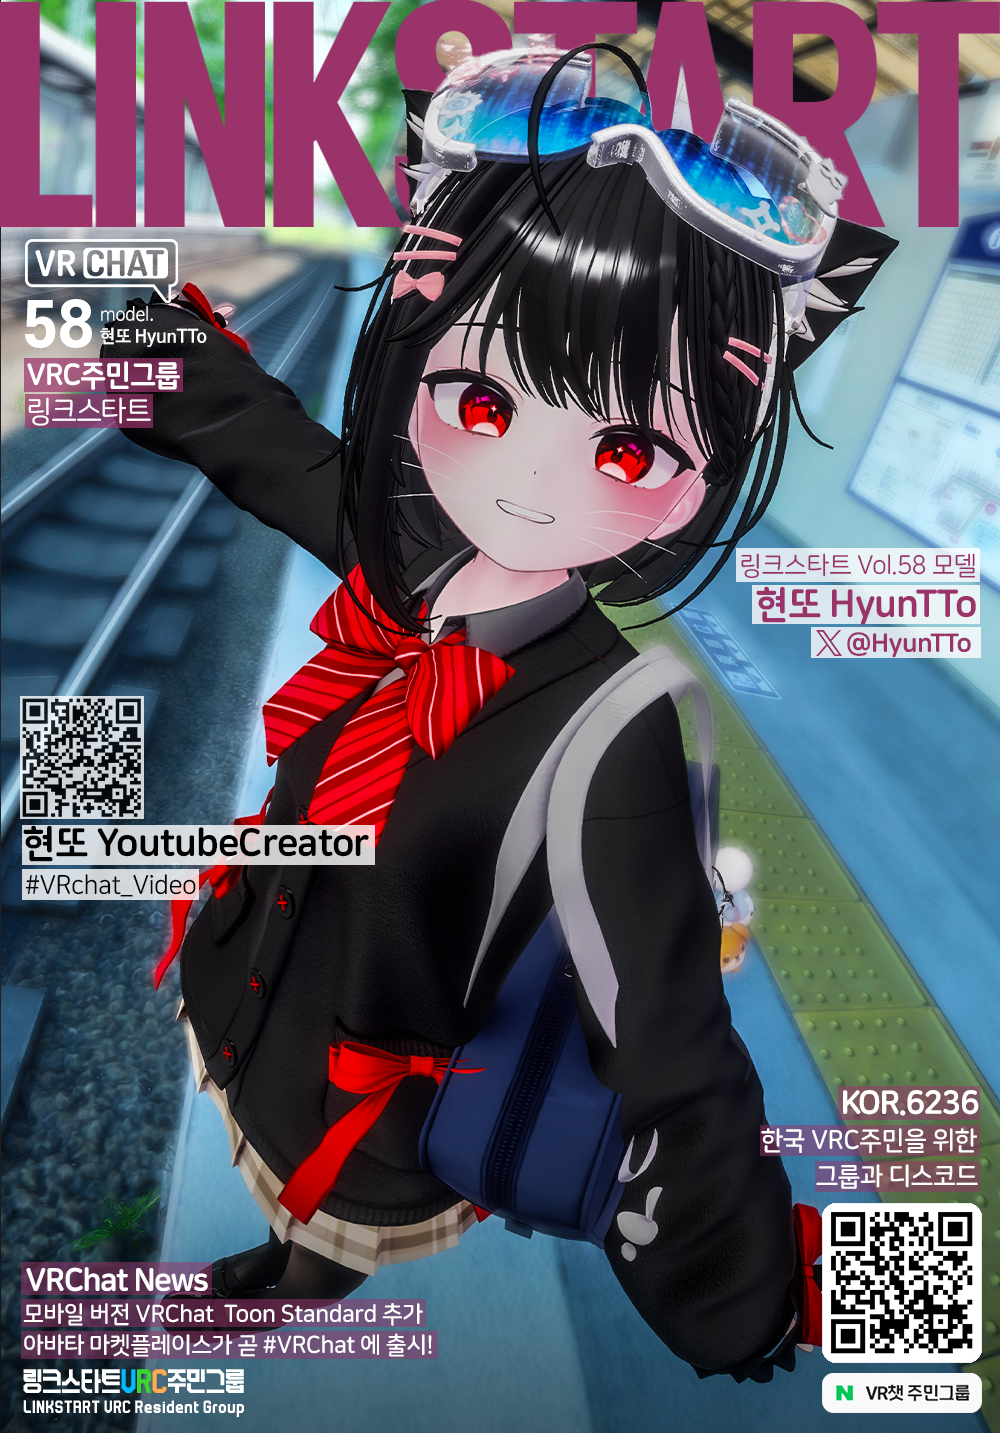 LINKSTART
VR CHAT
58 model.
현또 HyunTTo
VRC주민그룹
링크스타트
링크스타트 Vol.58 모델
현또 HyunTTo
X @HyunTTo
현또 YoutubeCreator
#VRchat_Video
KOR.6236
한국 VRC주민을 위한
그룹과 디스코드
VRChat News
모바일 버전 VRChat Toon Standard 추가
아바타 마켓플레이스가 곧 #VRChat 에 출시!
링크스타트VRC주민그룹
LINKSTART VRC Resident Group
N VR챗 주민그룹